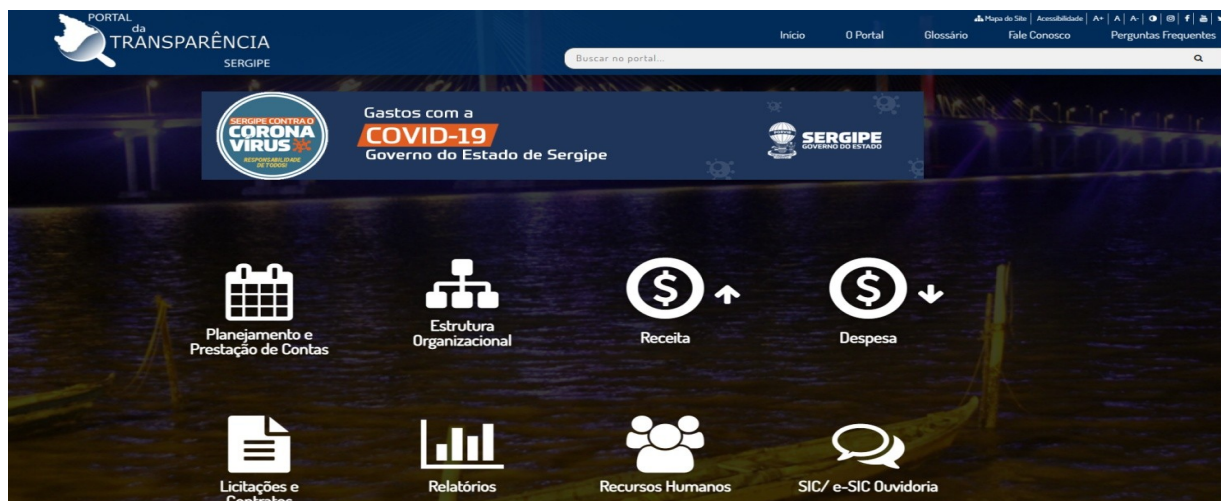 PORTAL
da
TRANSPARÊNCIA
SERGIPE
Mapa do Site | Acessibilidade | A+ | A | A- |
Início O Portal Glossário Fale Conosco Perguntas Frequentes
Buscar no portal...
SERGIPE CONTRA O
CORONA
VÍRUS
RESPONSABILIDADE
DE TODOS!
Gastos com a
COVID-19
Governo do Estado de Sergipe
SERGIPE
GOVERNO DO ESTADO
Planejamento e
Prestação de Contas
Estrutura
Organizacional
Receita
Despesa
Licitações e
Contratos
Relatórios
Recursos Humanos
SIC/ e-SIC Ouvidoria